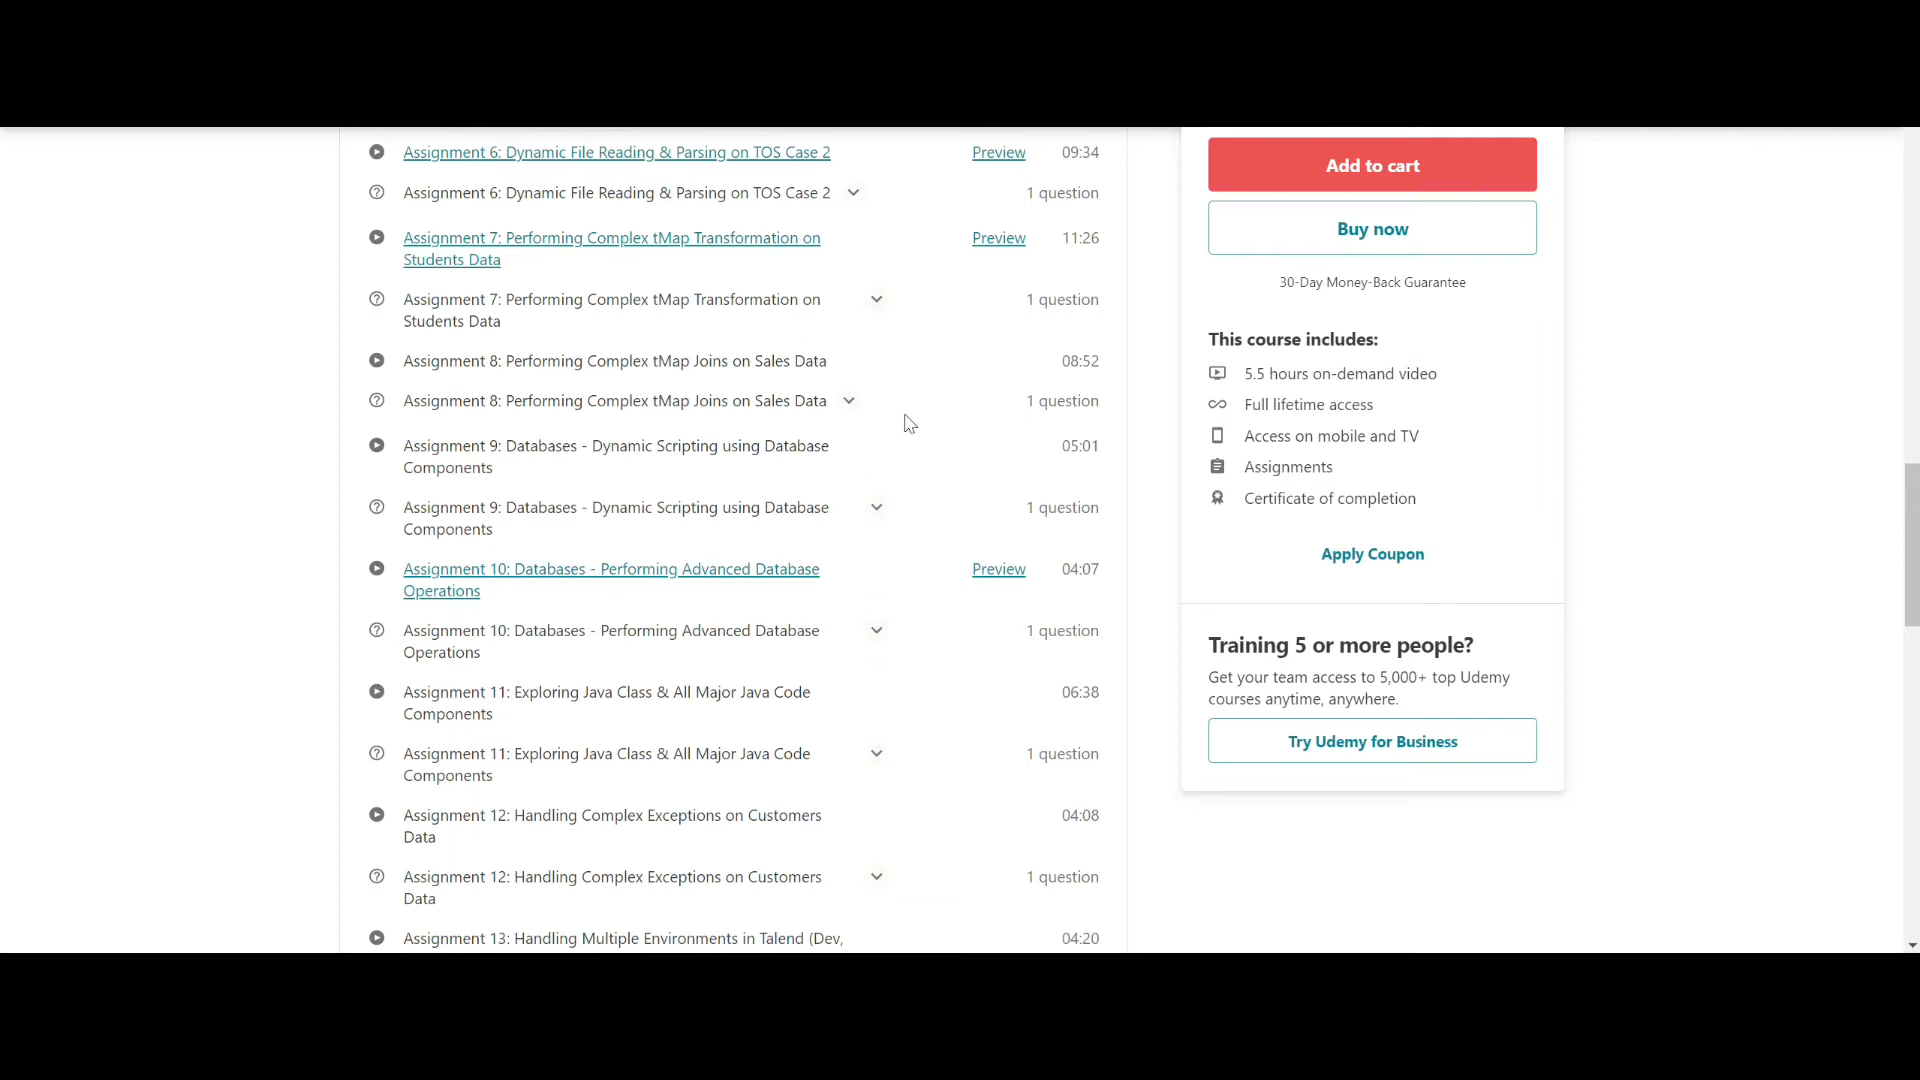 Assignment 6: Dynamic File Reading & Parsing on TOS Case 2 Preview 09:34
Assignment 6: Dynamic File Reading & Parsing on TOS Case 2 1 question
Assignment 7: Performing Complex tMap Transformation on Preview 11:26
Students Data
Assignment 7: Performing Complex tMap Transformation on 1 question
Students Data
Assignment 8: Performing Complex tMap Joins on Sales Data 08:52
Assignment 8: Performing Complex tMap Joins on Sales Data 1 question
Assignment 9: Databases - Dynamic Scripting using Database 05:01
Components
Assignment 9: Databases - Dynamic Scripting using Database 1 question
Components
Assignment 10: Databases - Performing Advanced Database Preview 04:07
Operations
Assignment 10: Databases - Performing Advanced Database 1 question
Operations
Assignment 11: Exploring Java Class & All Major Java Code 06:38
Components
Assignment 11: Exploring Java Class & All Major Java Code 1 question
Components
Assignment 12: Handling Complex Exceptions on Customers 04:08
Data
Assignment 12: Handling Complex Exceptions on Customers 1 question
Data
Assignment 13: Handling Multiple Environments in Talend (Dev, 04:20
Add to cart
Buy now
30-Day Money-Back Guarantee
This course includes:
5.5 hours on-demand video
Full lifetime access
Access on mobile and TV
Assignments
Certificate of completion
Apply Coupon
Training 5 or more people?
Get your team access to 5,000+ top Udemy
courses anytime, anywhere.
Try Udemy for Business